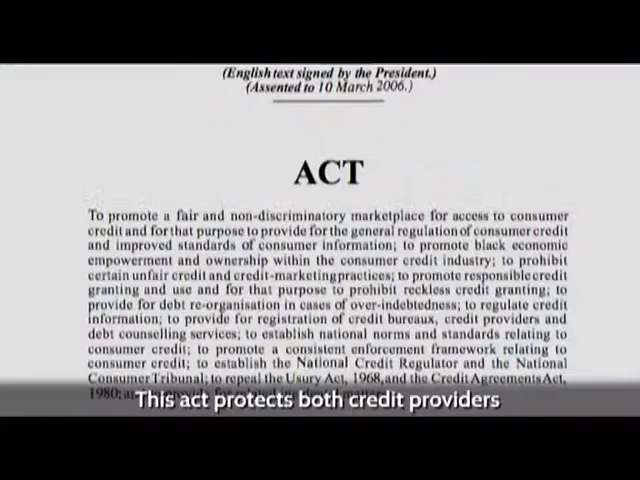 (English text signed by the President.)
(Assented to 10 March 2006.)
ACT
To promote a fair and non-discriminatory marketplace for access to consumer
credit and for that purpose to provide for the general regulation of consumer credit
and improved standards of consumer information; to promote black economic
empowerment and ownership within the consumer credit industry; to prohibit
certain unfair credit and credit-marketing practices; to promote responsible credit
granting and use and for that purpose to prohibit reckless credit granting; to
provide for debt re-organisation in cases of over-indebtedness; to regulate credit
information; to provide for registration of credit bureaux, credit providers and
debt counselling services; to establish national norms and standards relating to
consumer credit; to promote a consistent enforcement framework relating to
consumer credit; to establish the National Credit Regulator and the National
Consumer Tribunal; to repeal the Usury Act, 1968, and the Credit Agreements Act,
1980;
This act protects both credit providers